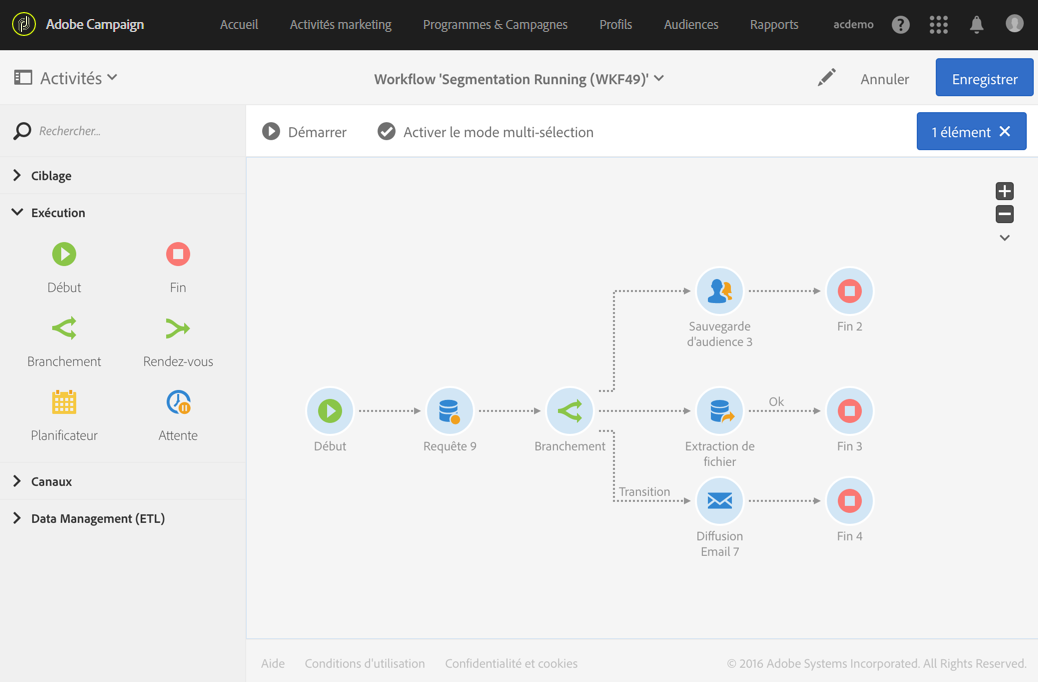 Adobe Campaign
Accueil
Activités marketing
Programmes & Campagnes
Profils
Audiences
Rapports
acdemo
?
Activités
Workflow 'Segmentation Running (WKF49)'
Annuler
Enregistrer
Rechercher...
Démarrer
Activer le mode multi-sélection
1 élément
Ciblage
Exécution
Début
Fin
Branchement
Rendez-vous
Planificateur
Attente
Canaux
Data Management (ETL)
Sauvegarde
d'audience 3
Fin 2
Début
Requête 9
Branchement
Extraction de
fichier
Ok
Fin 3
Transition
Diffusion
Email 7
Fin 4
Aide
Conditions d'utilisation
Confidentialité et cookies
© 2016 Adobe Systems Incorporated. All Rights Reserved.